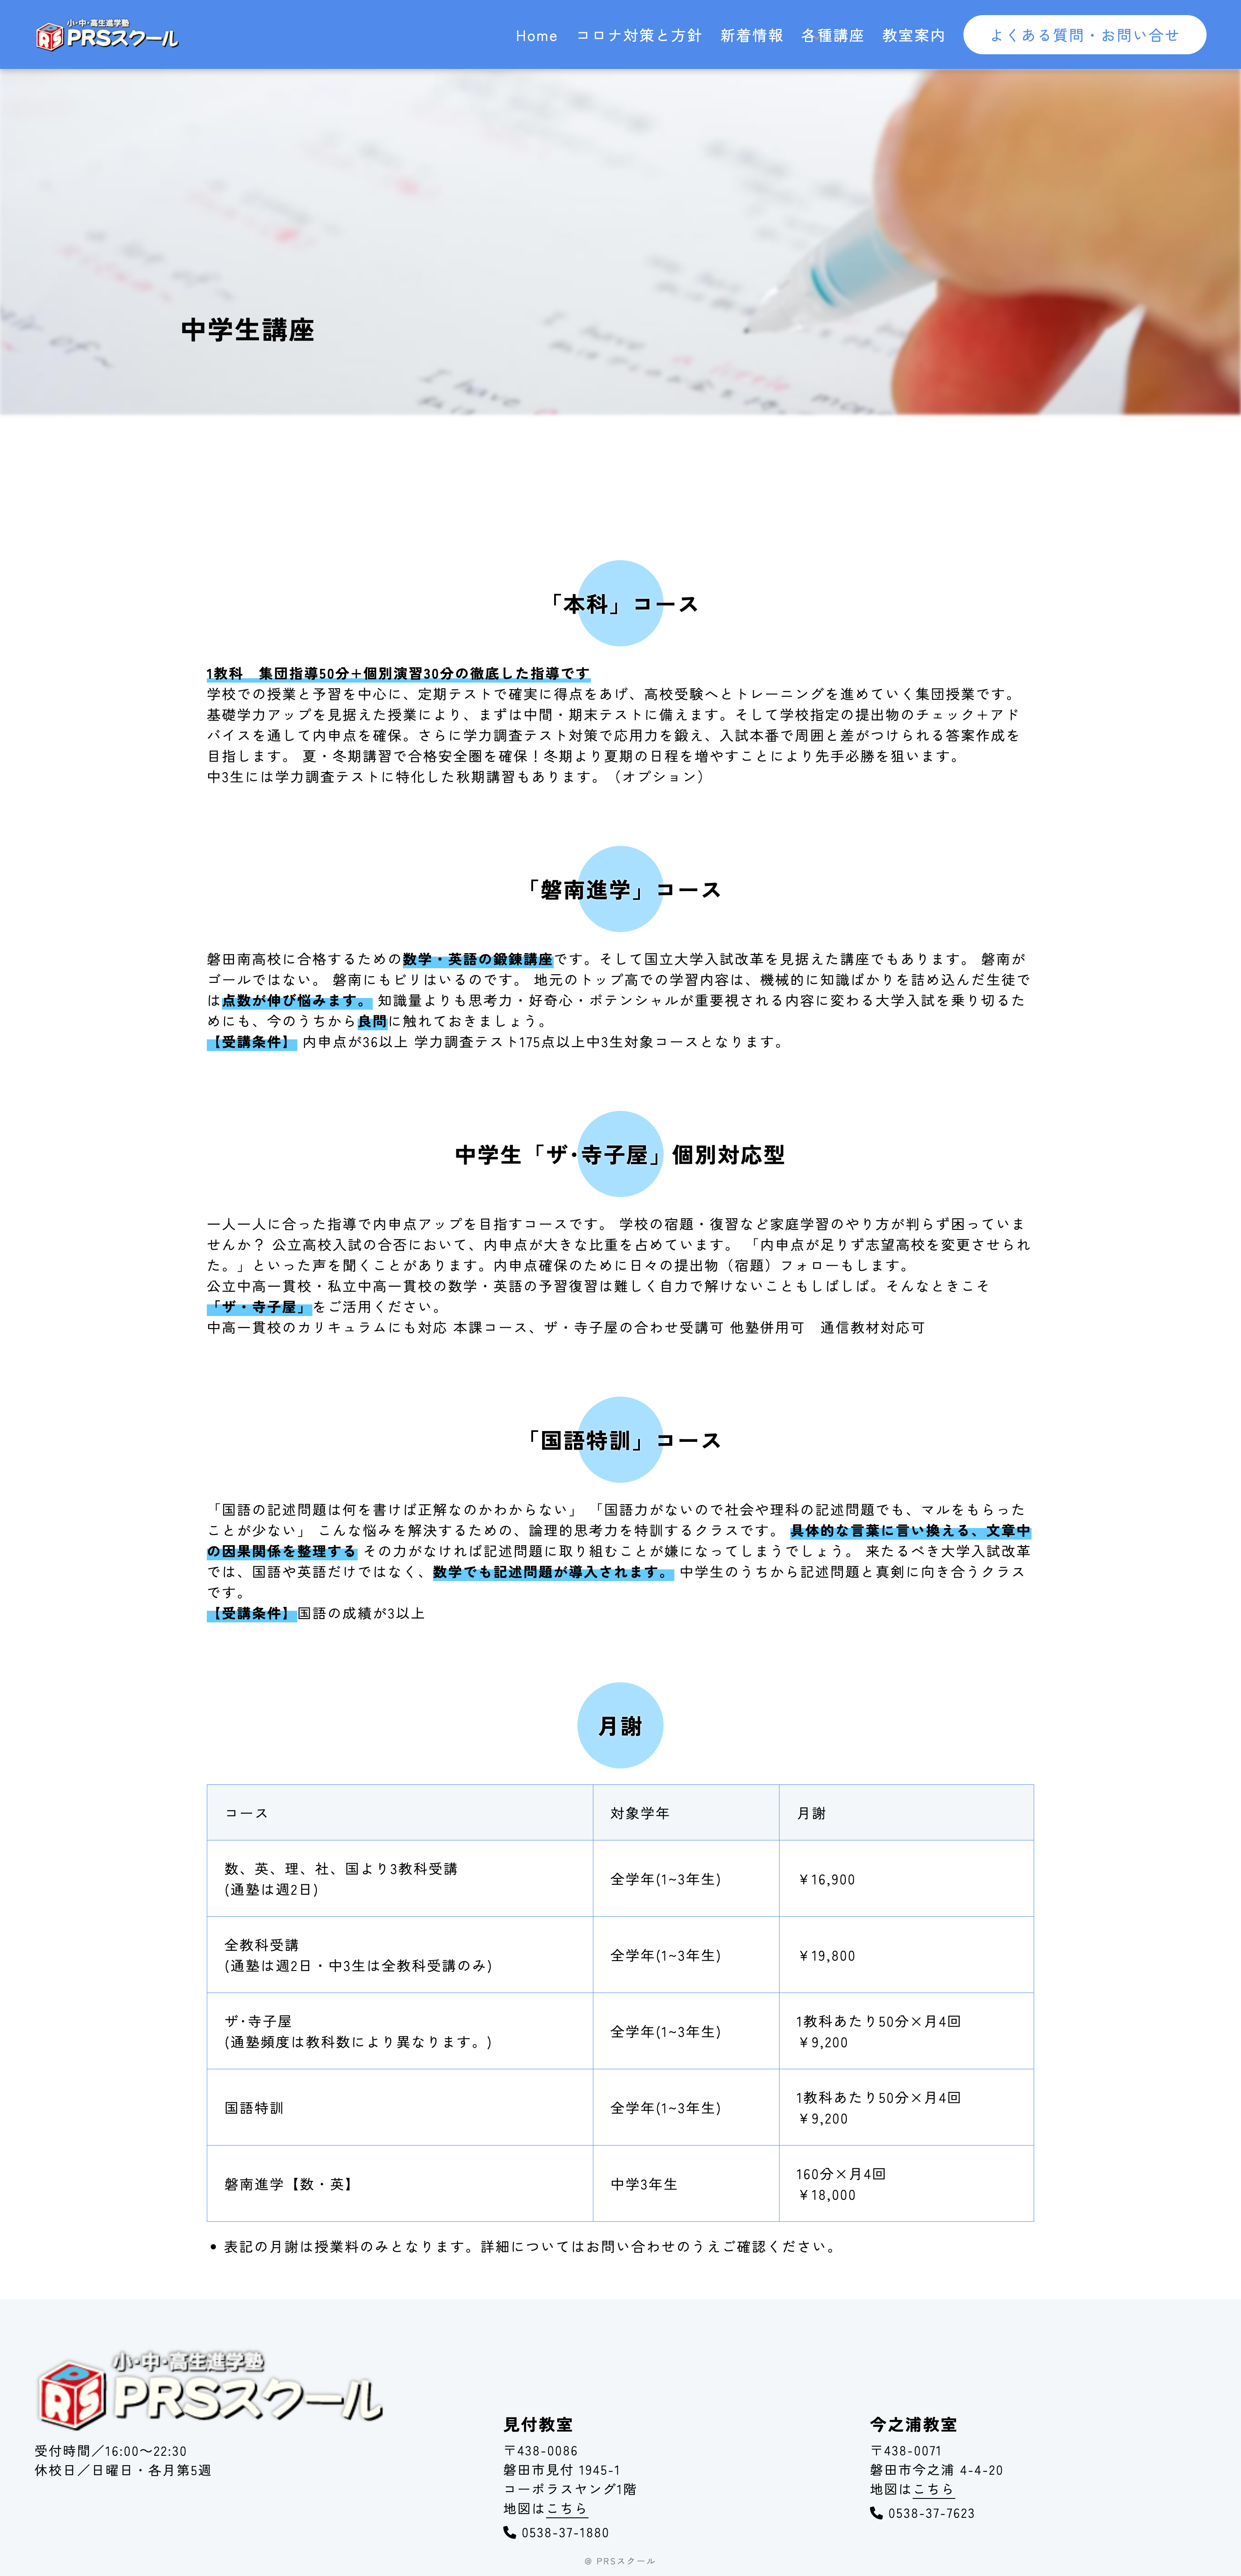 小・中・高生進学塾
PRSスクール
Home コロナ対策と方針 新着情報 各種講座 教室案内 よくある質問・お問い合せ
中学生講座
「本科」コース
1教科　集団指導50分+個別演習30分の徹底した指導です
学校での授業と予習を中心に、定期テストで確実に得点をあげ、高校受験へとトレーニングを進めていく集団授業です。
基礎学力アップを見据えた授業により、まずは中間・期末テストに備えます。そして学校指定の提出物のチェック+アド
バイスを通して内申点を確保。さらに学力調査テスト対策で応用力を鍛え、入試本番で周囲と差がつけられる答案作成を
目指します。 夏・冬期講習で合格安全圏を確保！冬期より夏期の日程を増やすことにより先手必勝を狙います。
中3生には学力調査テストに特化した秋期講習もあります。（オプション）
「磐南進学」コース
磐田南高校に合格するための数学・英語の鍛錬講座です。そして国立大学入試改革を見据えた講座でもあります。 磐南が
ゴールではない。 磐南にもビリはいるのです。 地元のトップ高での学習内容は、機械的に知識ばかりを詰め込んだ生徒で
は点数が伸び悩みます。 知識量よりも思考力・好奇心・ポテンシャルが重要視される内容に変わる大学入試を乗り切るた
めにも、今のうちから良問に触れておきましょう。
【受講条件】 内申点が36以上 学力調査テスト175点以上中3生対象コースとなります。
中学生「ザ･寺子屋」個別対応型
一人一人に合った指導で内申点アップを目指すコースです。 学校の宿題・復習など家庭学習のやり方が判らず困っていま
せんか？ 公立高校入試の合否において、内申点が大きな比重を占めています。 「内申点が足りず志望高校を変更させられ
た。」といった声を聞くことがあります。内申点確保のために日々の提出物（宿題）フォローもします。
公立中高一貫校・私立中高一貫校の数学・英語の予習復習は難しく自力で解けないこともしばしば。そんなときこそ
「ザ・寺子屋」をご活用ください。
中高一貫校のカリキュラムにも対応 本課コース、ザ・寺子屋の合わせ受講可 他塾併用可　通信教材対応可
「国語特訓」コース
「国語の記述問題は何を書けば正解なのかわからない」 「国語力がないので社会や理科の記述問題でも、マルをもらった
ことが少ない」 こんな悩みを解決するための、論理的思考力を特訓するクラスです。 具体的な言葉に言い換える、文章中
の因果関係を整理する その力がなければ記述問題に取り組むことが嫌になってしまうでしょう。 来たるべき大学入試改革
では、国語や英語だけではなく、数学でも記述問題が導入されます。 中学生のうちから記述問題と真剣に向き合うクラス
です。
【受講条件】国語の成績が3以上
月謝
コース 対象学年 月謝
数、英、理、社、国より3教科受講
(通塾は週2日) 全学年(1~3年生) ￥16,900
全教科受講
(通塾は週2日・中3生は全教科受講のみ) 全学年(1~3年生) ￥19,800
ザ･寺子屋
(通塾頻度は教科数により異なります。) 全学年(1~3年生) 1教科あたり50分×月4回
￥9,200
国語特訓 全学年(1~3年生) 1教科あたり50分×月4回
￥9,200
磐南進学【数・英】 中学3年生 160分×月4回
￥18,000
• 表記の月謝は授業料のみとなります。詳細についてはお問い合わせのうえご確認ください。
小・中・高生進学塾
PRSスクール
受付時間／16:00〜22:30
休校日／日曜日・各月第5週
見付教室
〒438-0086
磐田市見付 1945-1
コーポラスヤング1階
地図はこちら
0538-37-1880
今之浦教室
〒438-0071
磐田市今之浦 4-4-20
地図はこちら
0538-37-7623
@ PRSスクール